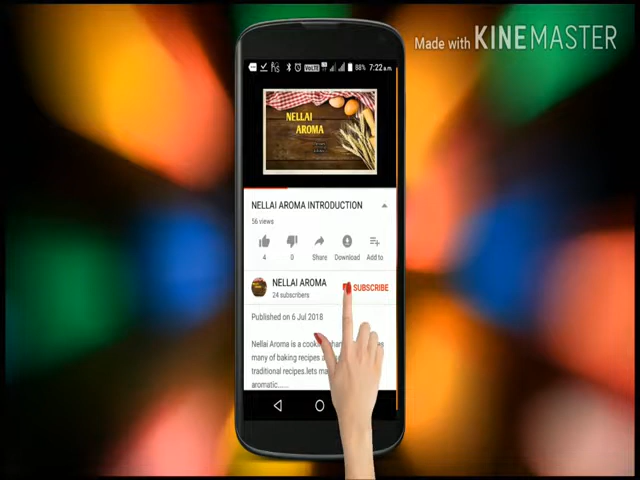 Made with KINEMASTER
VoLTE 98% 7:22 a.m
NELLAI
AROMA
NELLAI AROMA INTRODUCTION
56 views
4 0 Share Download Add to
NELLAI AROMA SUBSCRIBE
24 subscribers
Published on 6 Jul 2018
Nellai Aroma is a
many of baking recipes
traditional recipes.lets
aromatic......